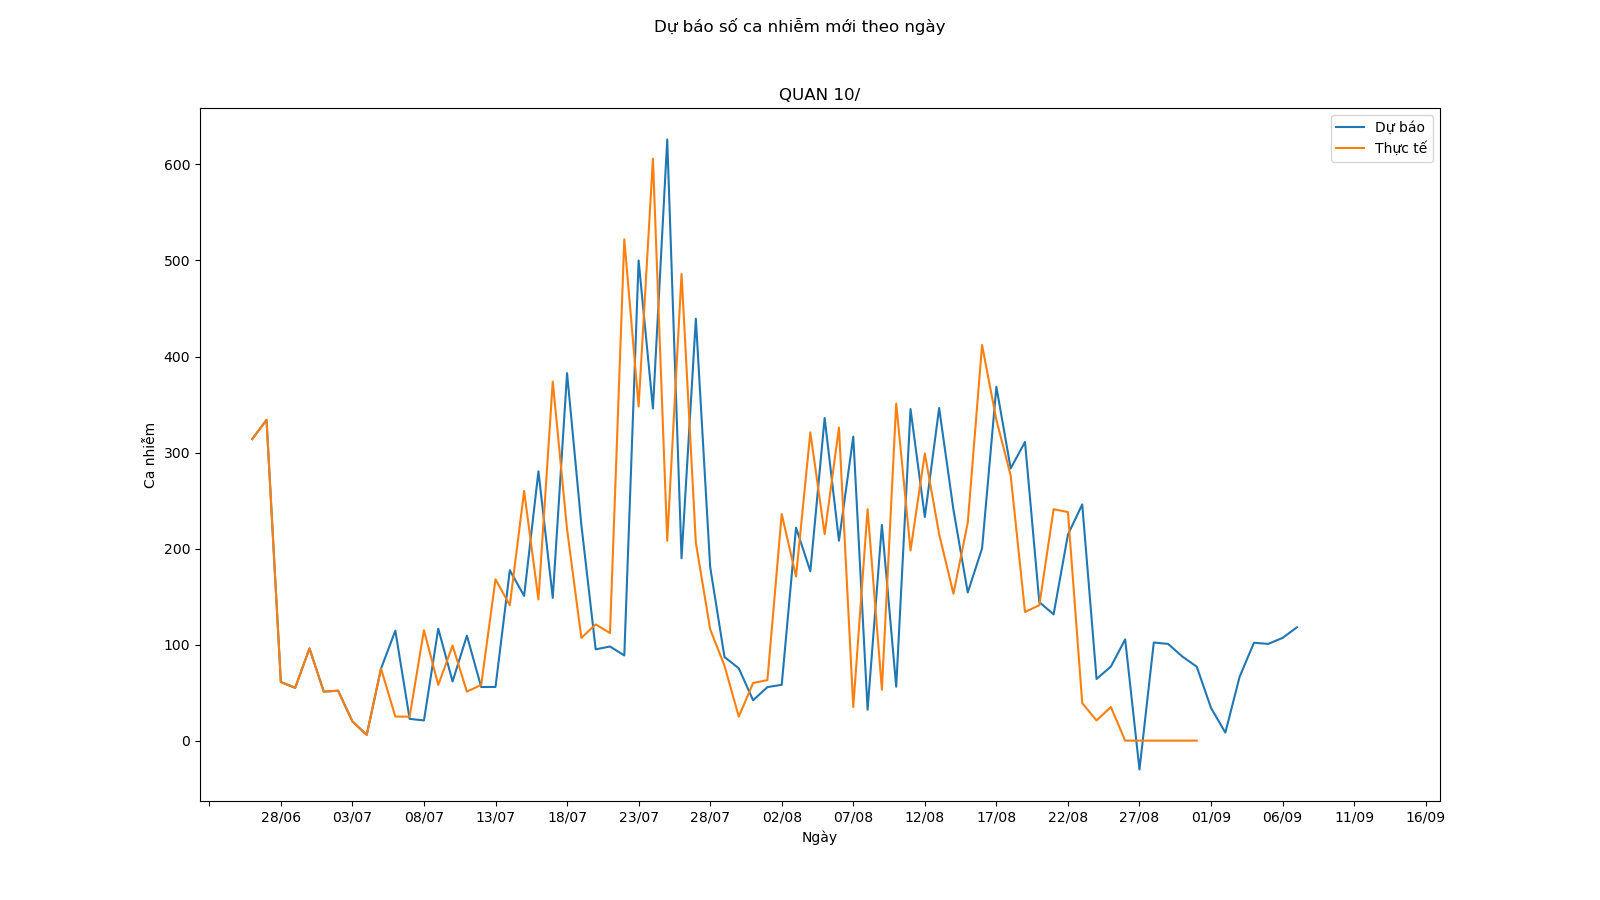 Dự báo số ca nhiễm mới theo ngày
QUAN 10/
Dự báo
Thực tế
600
500
400
300
200
100
0
Ca nhiễm
28/06 03/07 08/07 13/07 18/07 23/07 28/07 02/08 07/08 12/08 17/08 22/08 27/08 01/09 06/09 11/09 16/09
Ngày